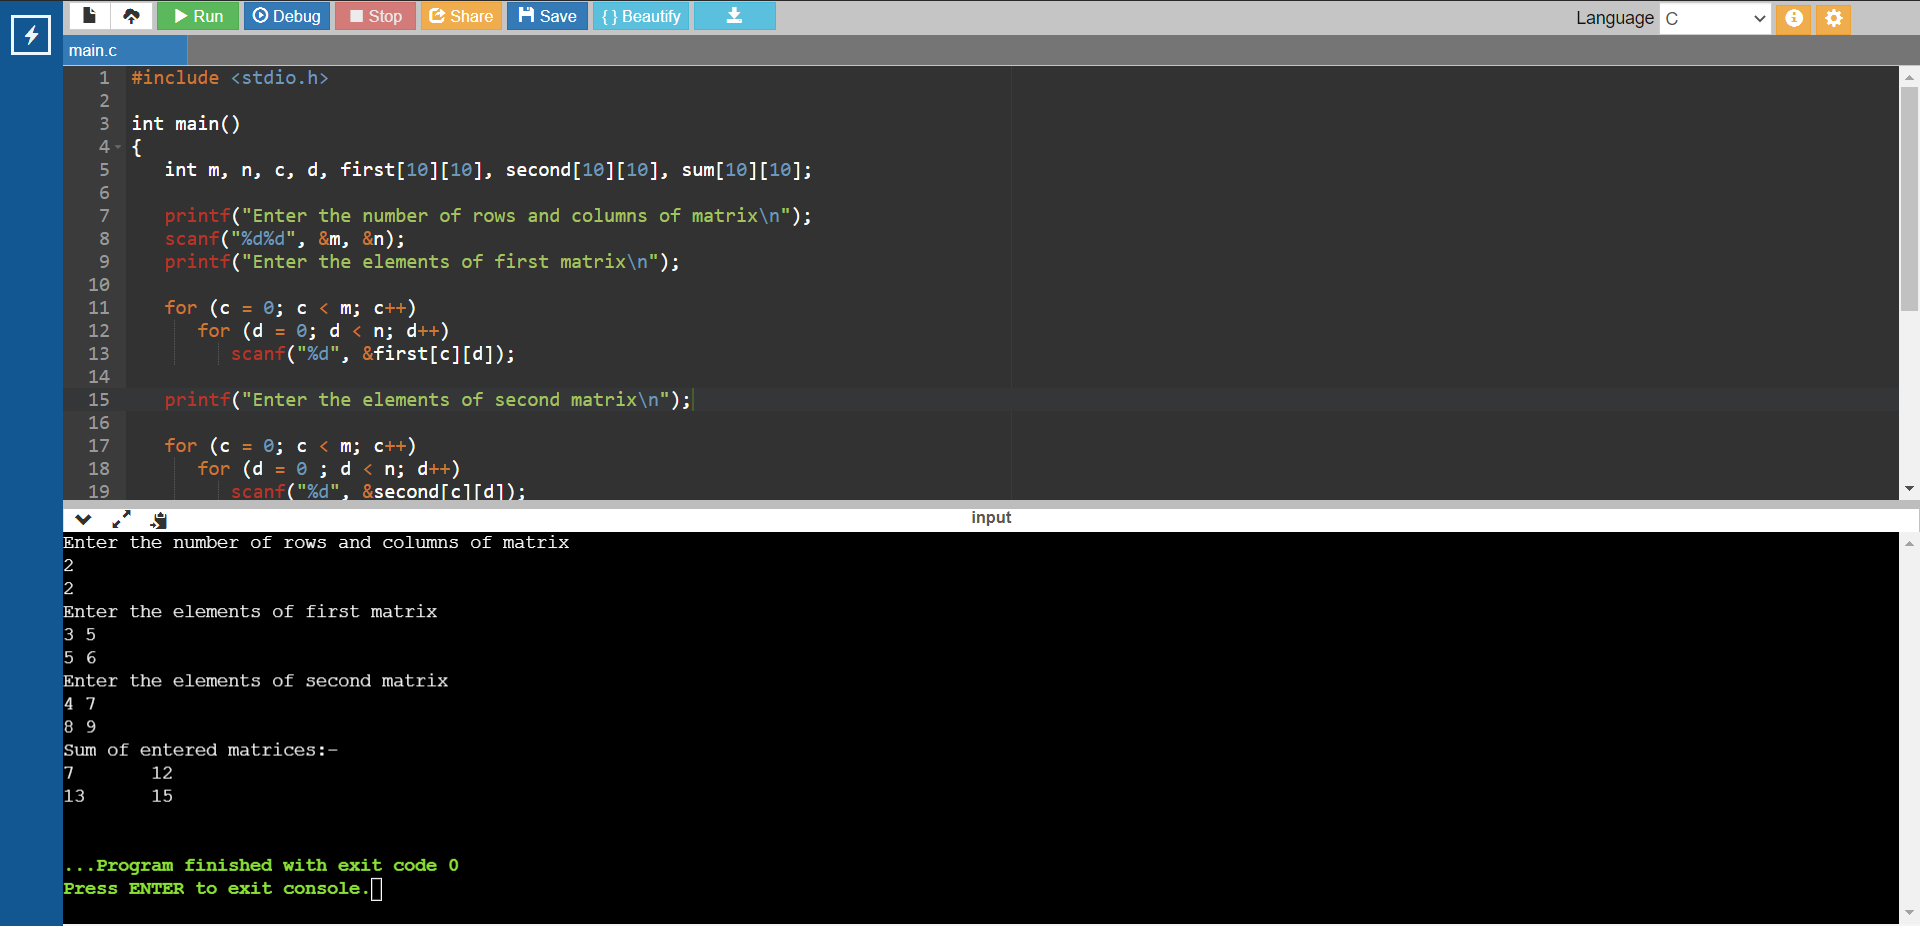 Run Debug Stop Share Save { } Beautify Language C
main.c
1 #include <stdio.h>
2
3 int main()
4 {
5 int m, n, c, d, first[10][10], second[10][10], sum[10][10];
6
7 printf("Enter the number of rows and columns of matrix\n");
8 scanf("%d%d", &m, &n);
9 printf("Enter the elements of first matrix\n");
10
11 for (c = 0; c < m; c++)
12 for (d = 0; d < n; d++)
13 scanf("%d", &first[c][d]);
14
15 printf("Enter the elements of second matrix\n");
16
17 for (c = 0; c < m; c++)
18 for (d = 0 ; d < n; d++)
19 scanf("%d", &second[c][d]);
input
Enter the number of rows and columns of matrix
2
2
Enter the elements of first matrix
3 5
5 6
Enter the elements of second matrix
4 7
8 9
Sum of entered matrices:-
7 12
13 15
...Program finished with exit code 0
Press ENTER to exit console.